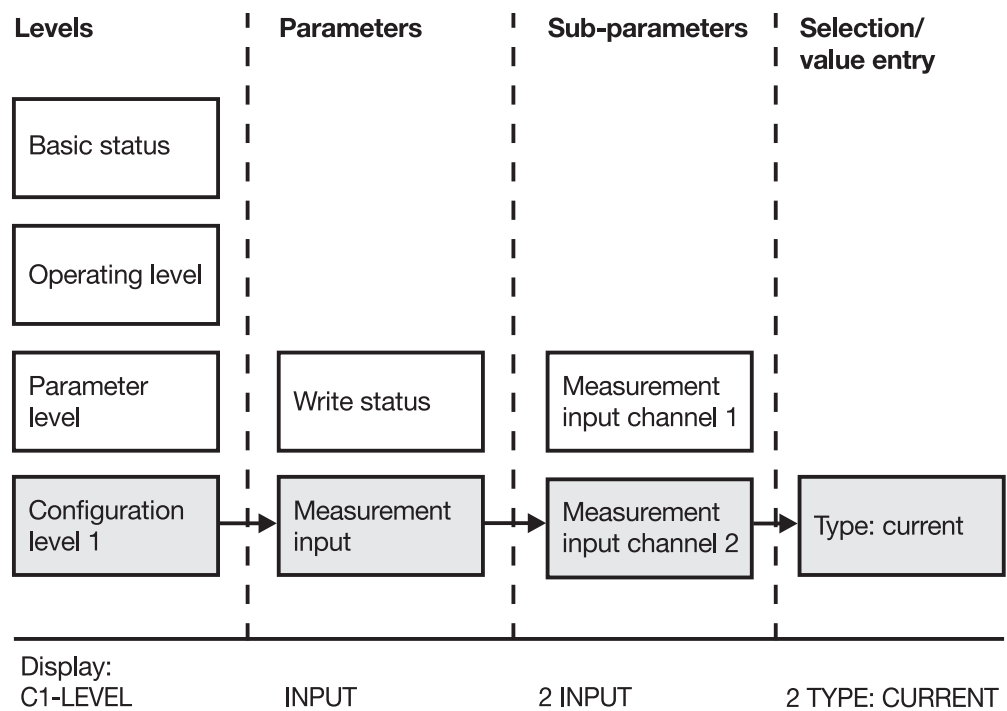 Levels
Parameters
Sub-parameters
Selection/
value entry
Basic status
Operating level
Parameter
level
Write status
Measurement
input channel 1
Configuration
level 1
Measurement
input
Measurement
input channel 2
Type: current
Display:
C1-LEVEL
INPUT
2 INPUT
2 TYPE: CURRENT